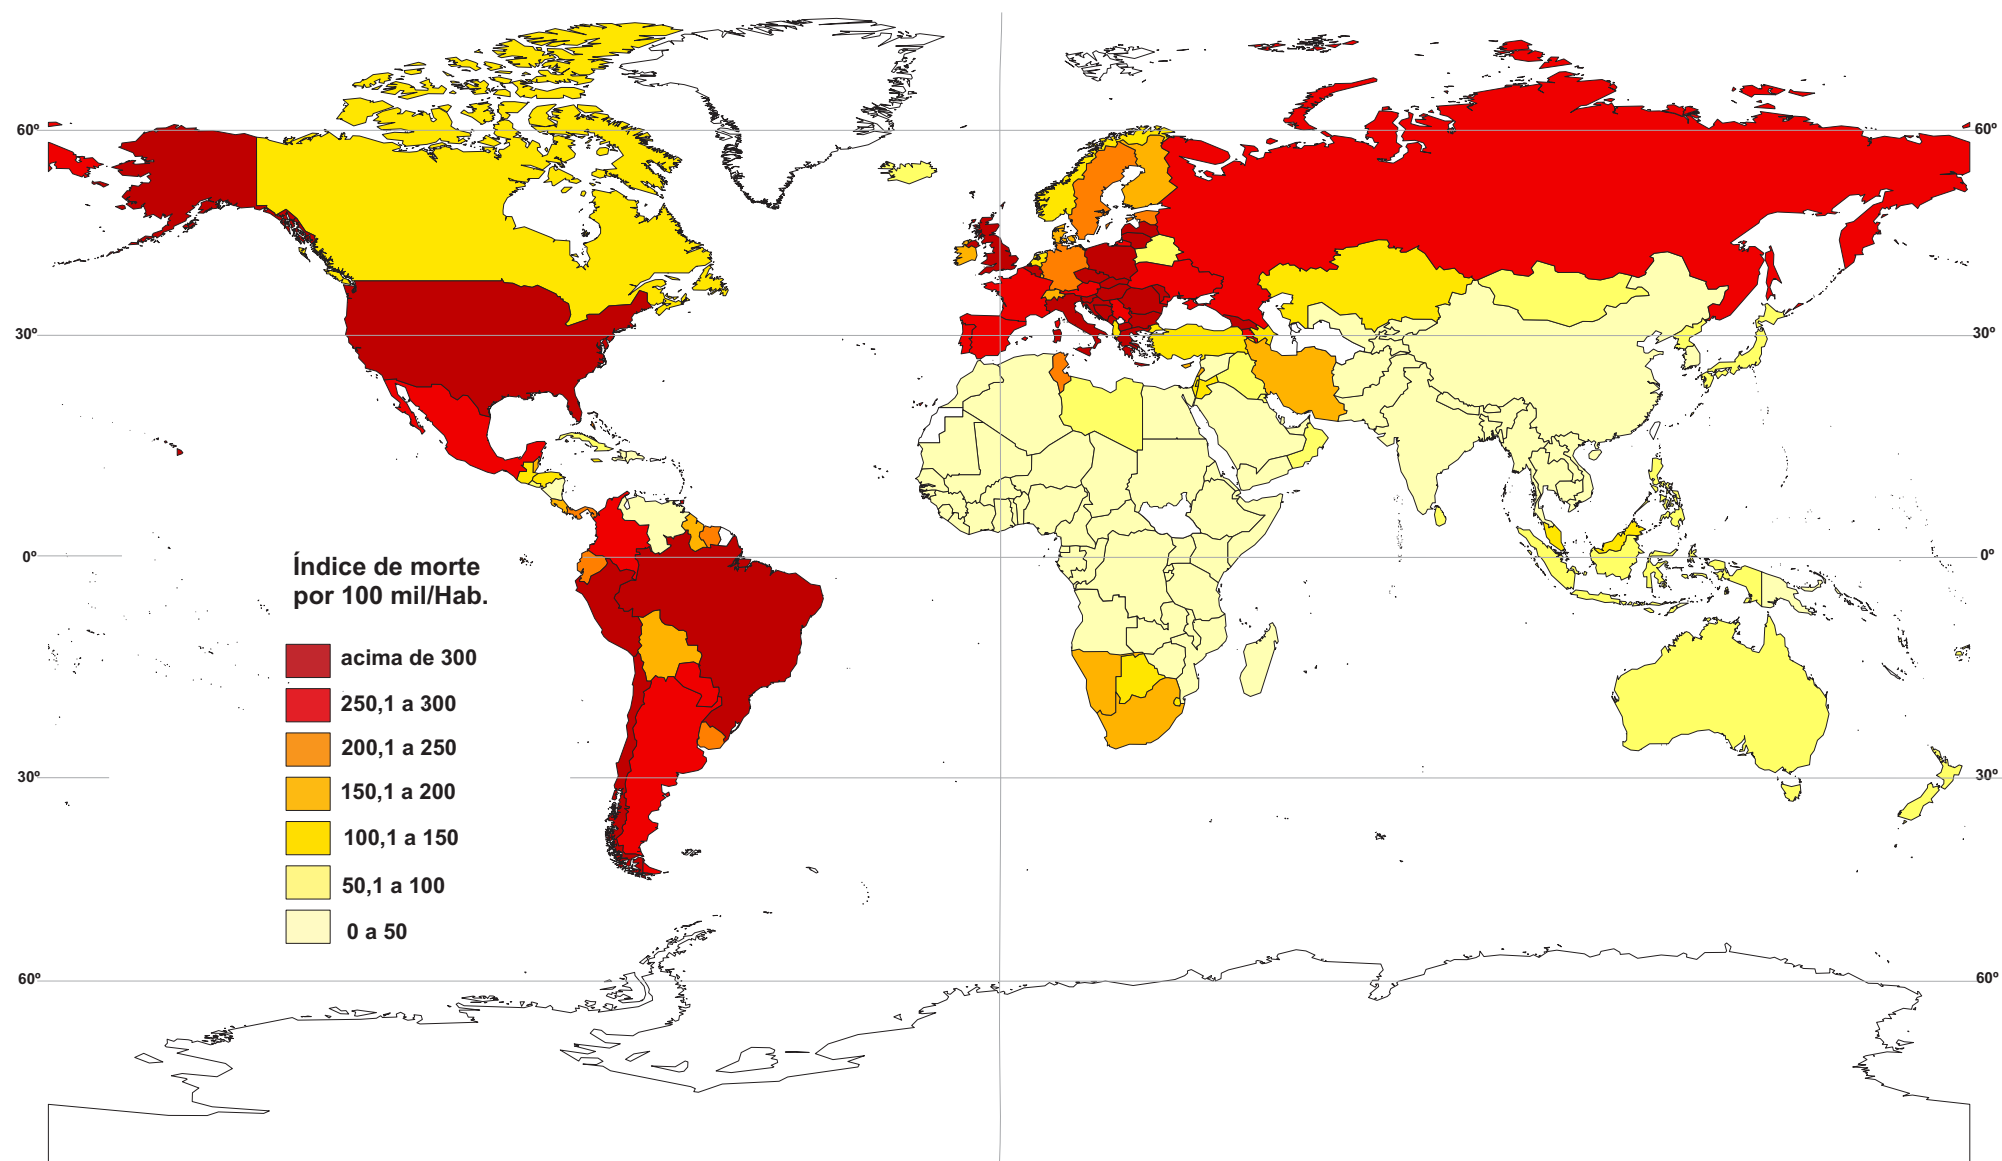 60º
60º
30º
30º
0º
0º
Índice de morte
por 100 mil/Hab.
acima de 300
250,1 a 300
200,1 a 250
150,1 a 200
100,1 a 150
50,1 a 100
0 a 50
30º
30º
60º
60º